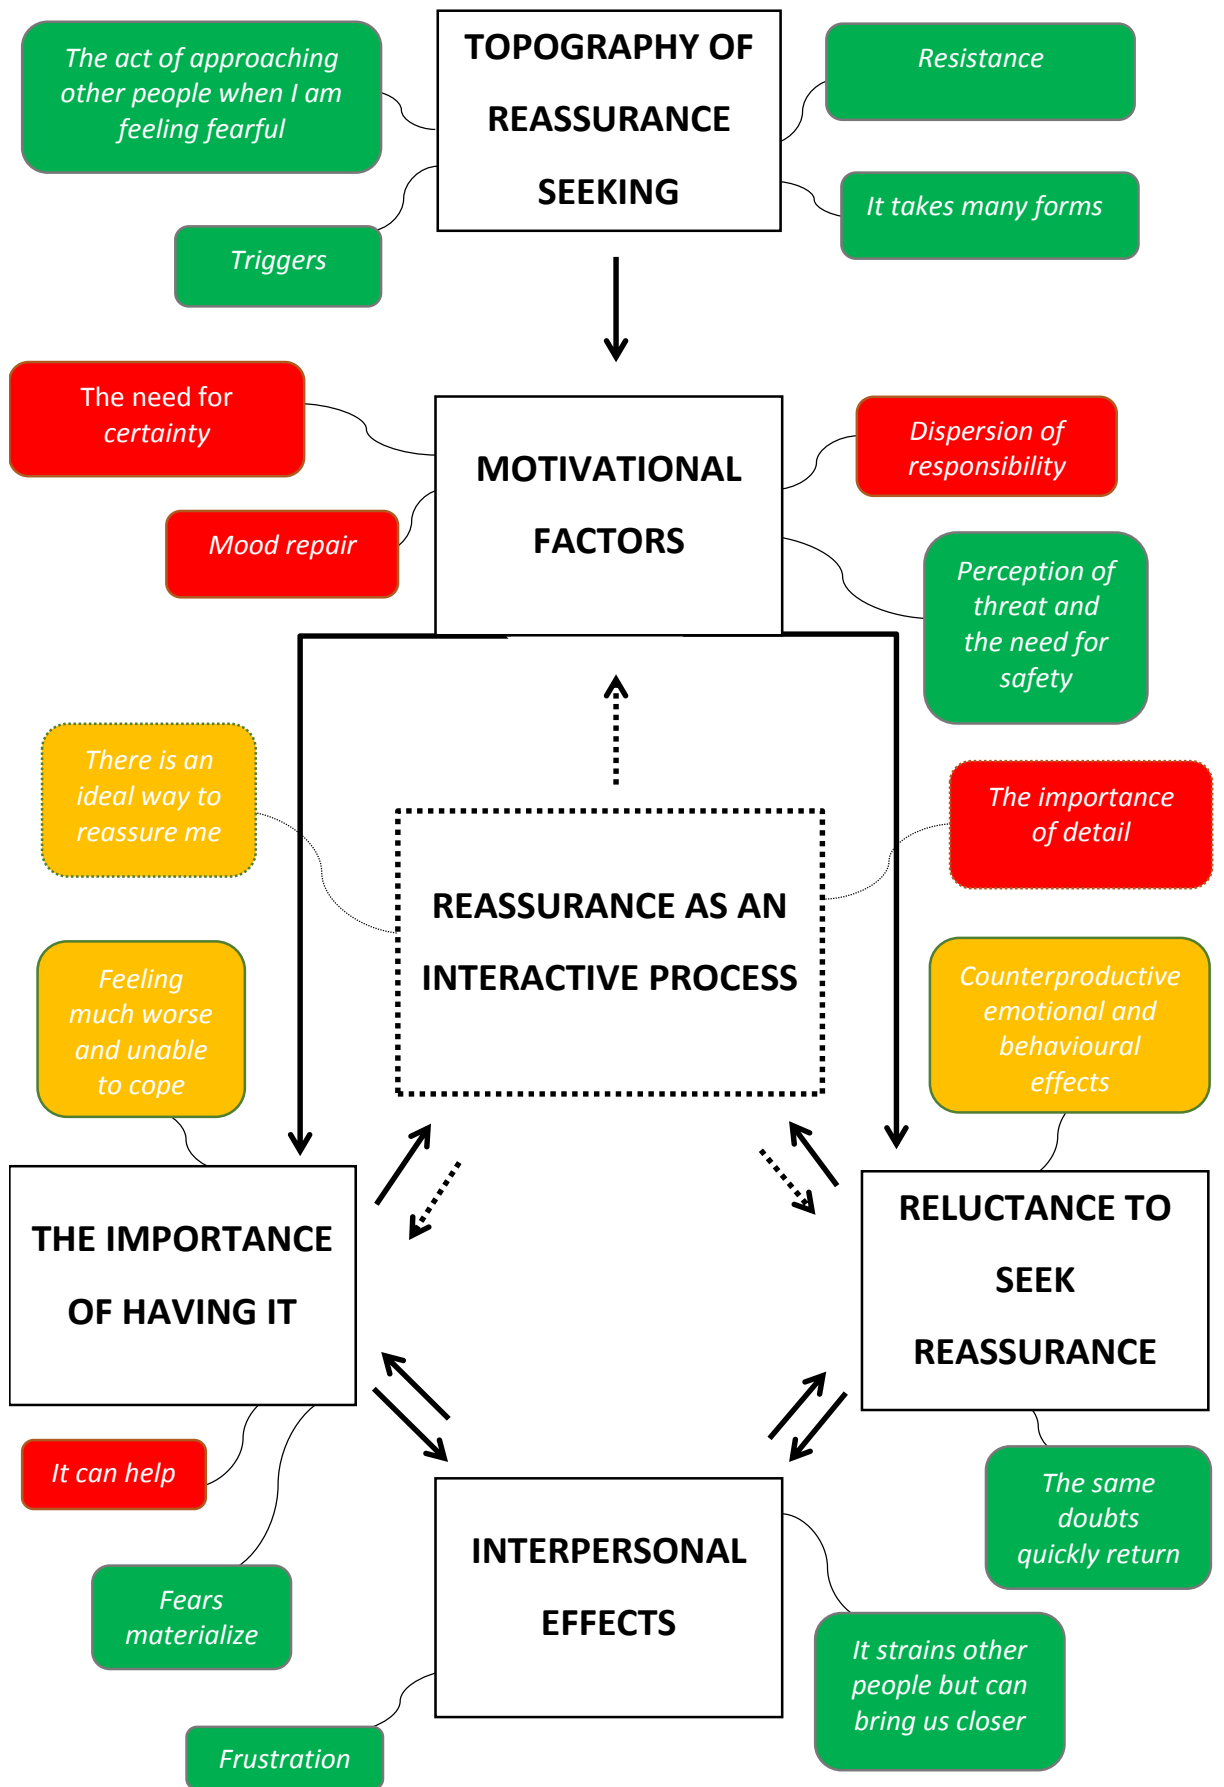 The act of approaching
other people when I am
feeling fearful
TOPOGRAPHY OF
REASSURANCE
SEEKING
Resistance
Triggers
It takes many forms
The need for
certainty
Mood repair
MOTIVATIONAL
FACTORS
Dispersion of
responsibility
Perception of
threat and
the need for
safety
There is an
ideal way to
reassure me
REASSURANCE AS AN
INTERACTIVE PROCESS
The importance
of detail
Feeling
much worse
and unable
to cope
Counterproductive
emotional and
behavioural
effects
THE IMPORTANCE
OF HAVING IT
RELUCTANCE TO
SEEK
REASSURANCE
It can help
Fears
materialize
INTERPERSONAL
EFFECTS
The same
doubts
quickly return
Frustration
It strains other
people but can
bring us closer